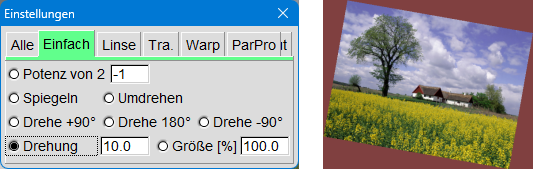 Einstellungen
Alle Einfach Linse Tra. Warp ParPro
Potenz von 2 -1
Spiegeln Umdrehen
Drehe +90° Drehe 180° Drehe -90°
Drehung 10.0 Größe [%] 100.0